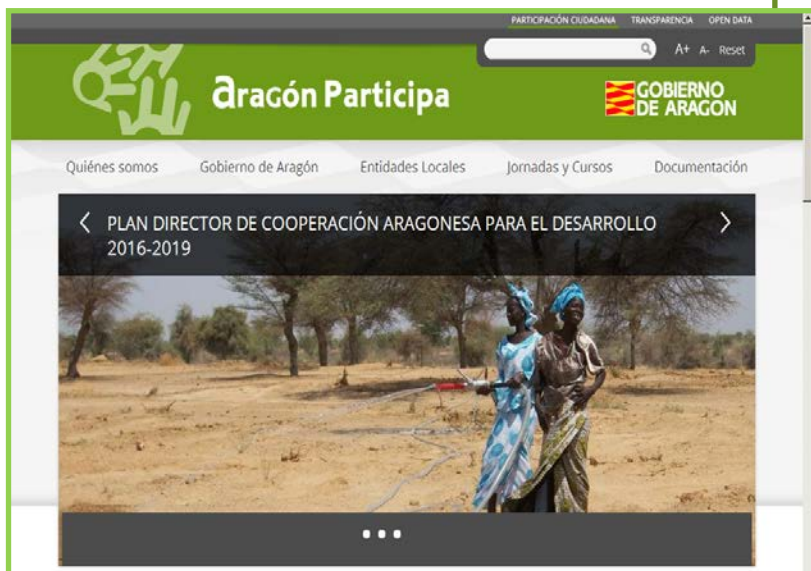 PARTICIPACIÓN CIUDADANA TRANSPARENCIA OPEN DATA
A+ A- Reset
aragón Participa
GOBIERNO
DE ARAGON
Quiénes somos Gobierno de Aragón Entidades Locales Jornadas y Cursos Documentación
PLAN DIRECTOR DE COOPERACIÓN ARAGONESA PARA EL DESARROLLO
2016-2019